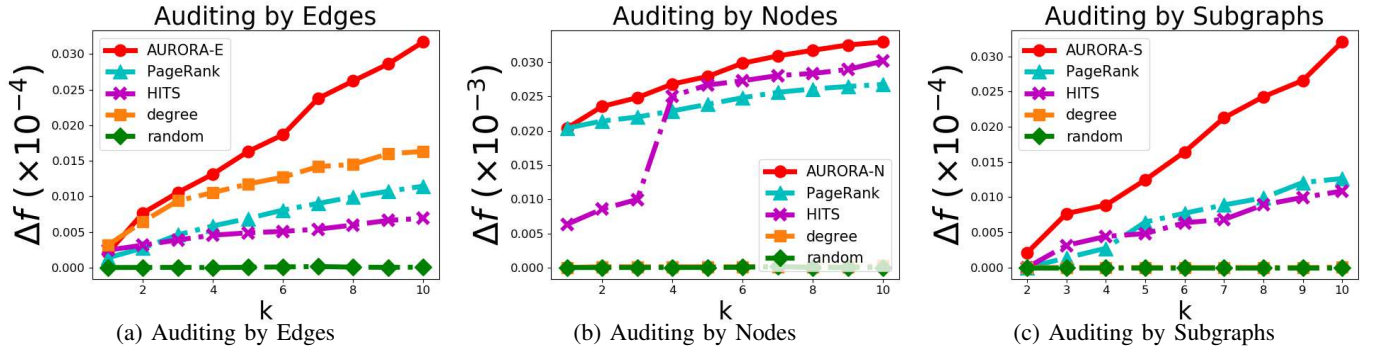 Auditing by Edges
Δf (×10⁻⁴)
0.030
0.025
0.020
0.015
0.010
0.005
0.000
AURORA-E
PageRank
HITS
degree
random
2 4 6 8 10
k
(a) Auditing by Edges
Auditing by Nodes
Δf (×10⁻³)
0.030
0.025
0.020
0.015
0.010
0.005
0.000
AURORA-N
PageRank
HITS
degree
random
2 4 6 8 10
k
(b) Auditing by Nodes
Auditing by Subgraphs
Δf (×10⁻⁴)
0.030
0.025
0.020
0.015
0.010
0.005
0.000
AURORA-S
PageRank
HITS
degree
random
2 3 4 5 6 7 8 9 10
k
(c) Auditing by Subgraphs